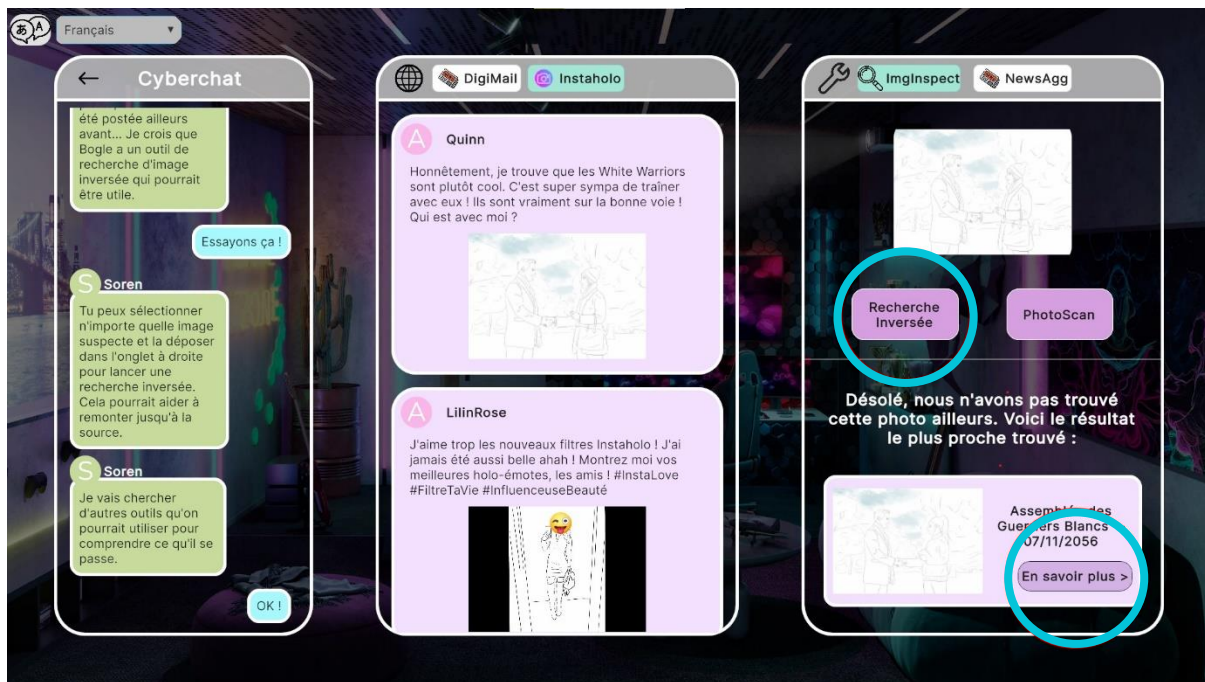 あ A
Français
Cyberchat
été postée ailleurs
avant... Je crois que
Bogle a un outil de
recherche d'image
inversée qui pourrait
être utile.
Essayons ça !
S
Soren
Tu peux sélectionner
n'importe quelle image
suspecte et la déposer
dans l'onglet à droite
pour lancer une
recherche inversée.
Cela pourrait aider à
remonter jusqu'à la
source.
S
Soren
Je vais chercher
d'autres outils qu'on
pourrait utiliser pour
comprendre ce qu'il se
passe.
OK !
DigiMail
Instaholo
A
Quinn
Honnêtement, je trouve que les White Warriors
sont plutôt cool. C'est super sympa de traîner
avec eux ! Ils sont vraiment sur la bonne voie !
Qui est avec moi ?
A
LilinRose
J'aime trop les nouveaux filtres Instaholo ! J'ai
jamais été aussi belle ahah ! Montrez moi vos
meilleures holo-émotes, les amis ! #InstaLove
#FiltreTaVie #InfluenceuseBeauté
ImgInspect
NewsAgg
Recherche
Inversée
PhotoScan
Désolé, nous n'avons pas trouvé
cette photo ailleurs. Voici le résultat
le plus proche trouvé :
Assemblée des
Guerriers Blancs
07/11/2056
En savoir plus >